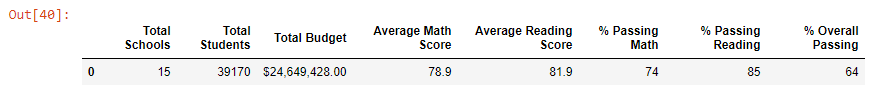 Out[40]:
Total Schools Total Students Total Budget Average Math Score Average Reading Score % Passing Math % Passing Reading % Overall Passing
0 15 39170 $24,649,428.00 78.9 81.9 74 85 64